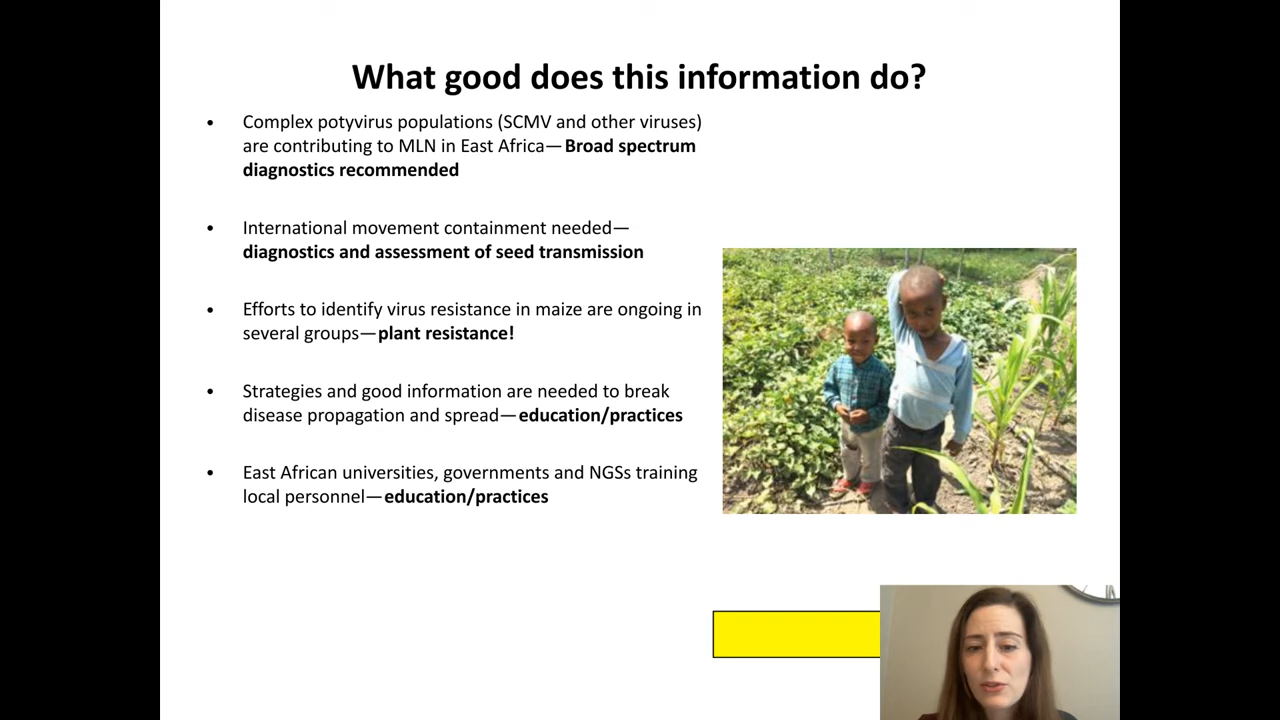 What good does this information do?
• Complex potyvirus populations (SCMV and other viruses)
are contributing to MLN in East Africa—Broad spectrum
diagnostics recommended
• International movement containment needed—
diagnostics and assessment of seed transmission
• Efforts to identify virus resistance in maize are ongoing in
several groups—plant resistance!
• Strategies and good information are needed to break
disease propagation and spread—education/practices
• East African universities, governments and NGSs training
local personnel—education/practices